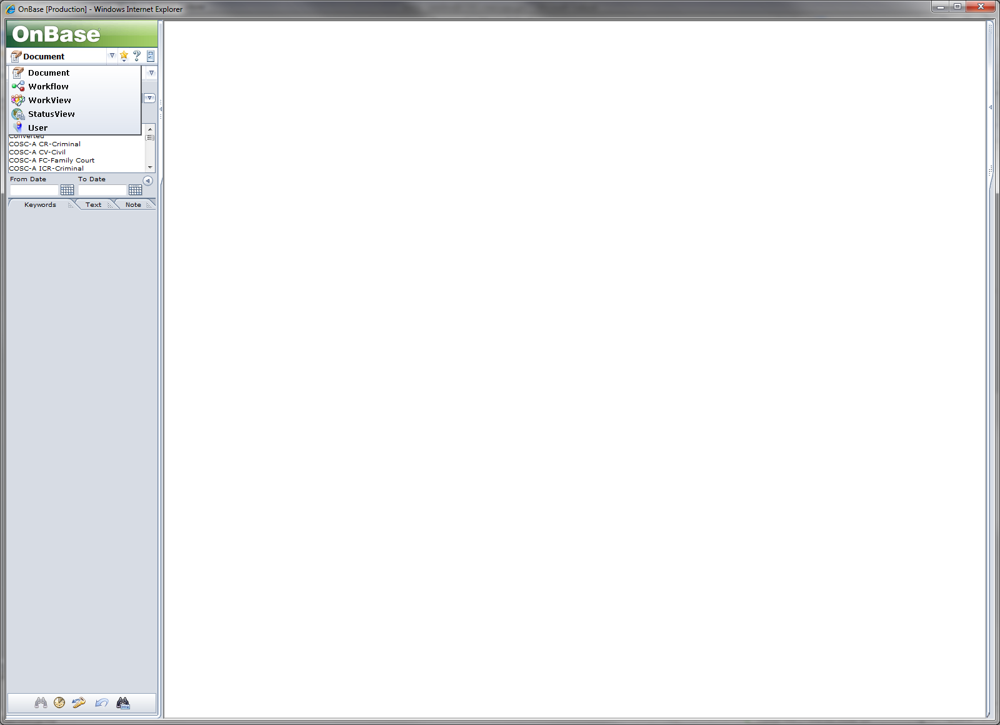 OnBase [Production] - Windows Internet Explorer
OnBase
Document
Document
Workflow
WorkView
StatusView
User
Converted
COSC-A CR-Criminal
COSC-A CV-Civil
COSC-A FC-Family Court
COSC-A ICR-Criminal
From Date To Date
Keywords Text Note